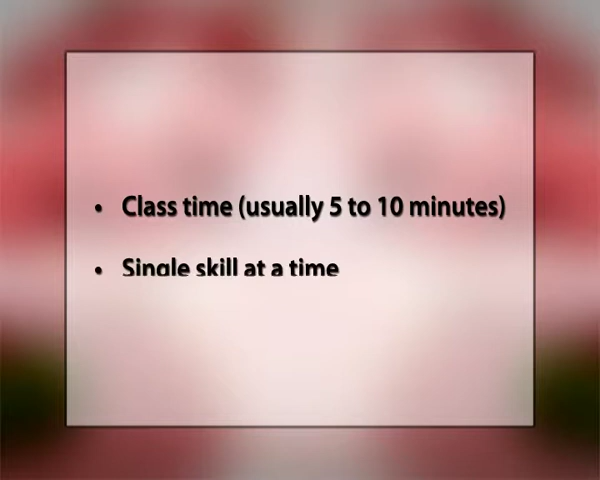 • Class time (usually 5 to 10 minutes)
• Single skill at a time